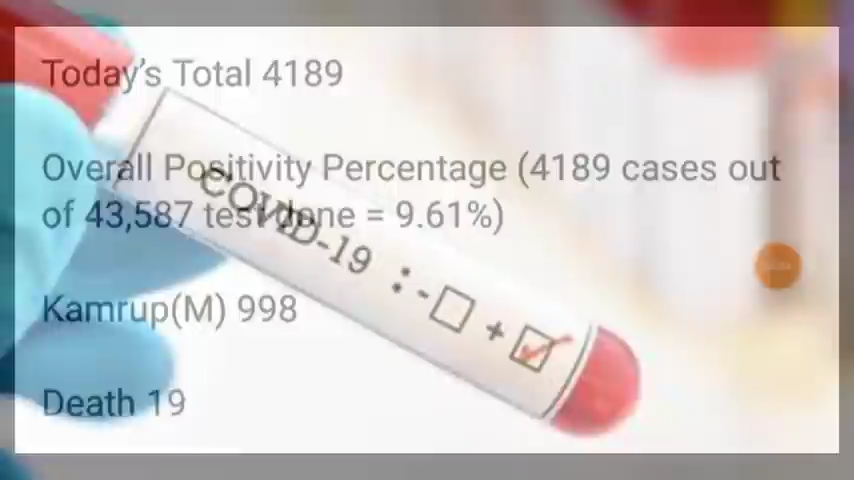 Today's Total 4189
Overall Positivity Percentage (4189 cases out
of 43,587 test done = 9.61%)
COVID-19 :- ☐ + ☑
Kamrup(M) 998
Death 19